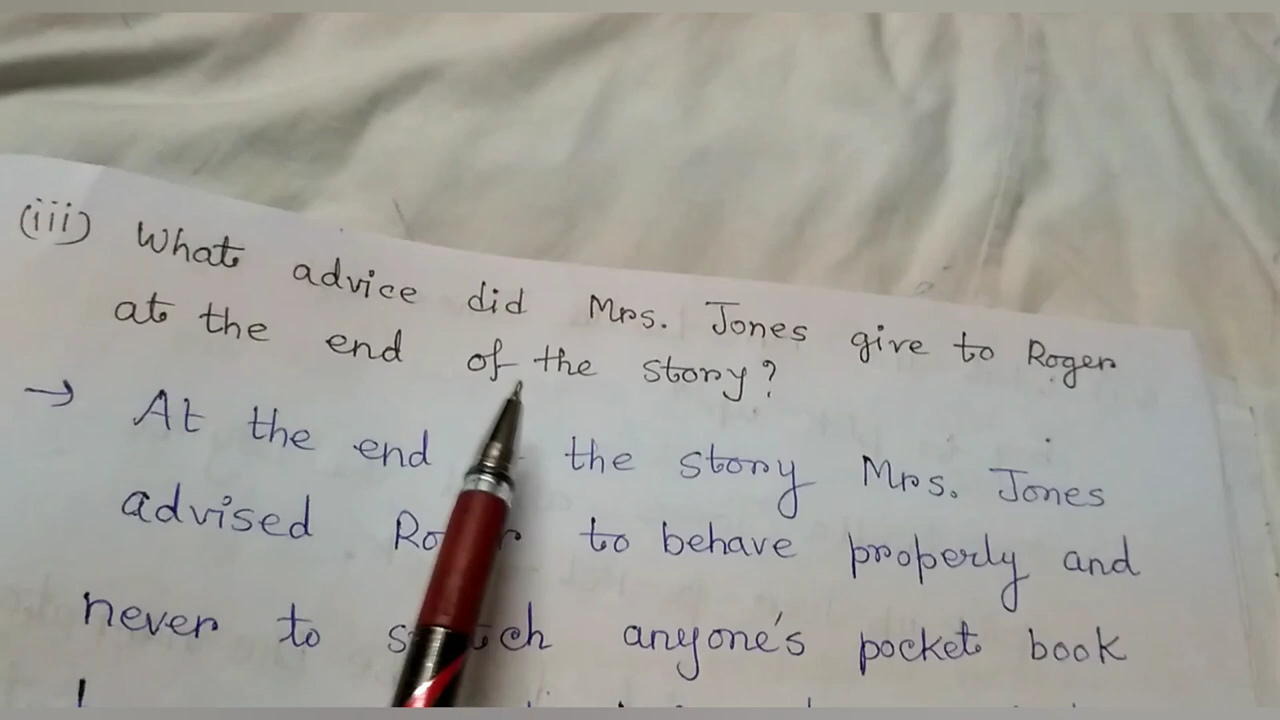 (iii) What advice did Mrs. Jones give to Roger
at the end of the story?
→ At the end the story Mrs. Jones
advised to behave properly and
never to anyone's pocket book